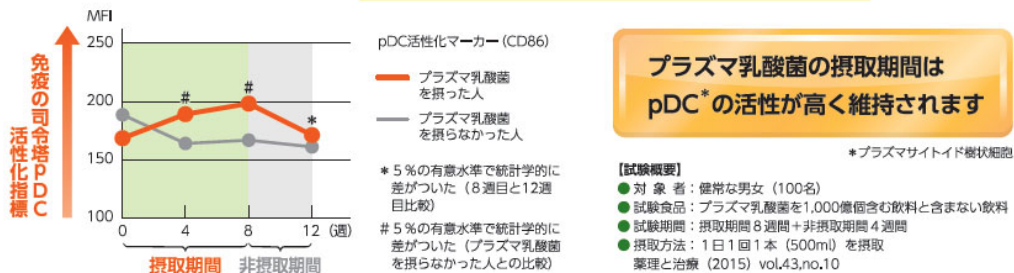 MFI
250
200
150
100
0
4
8
12
(週)
#
#
*
免疫の司令塔pDC
活性化指標
摂取期間
非摂取期間
pDC活性化マーカー(CD86)
プラズマ乳酸菌
を摂った人
プラズマ乳酸菌
を摂らなかった人
*5%の有意水準で統計学的に
差がついた(8週目と12週
目比較)
#5%の有意水準で統計学的に
差がついた(プラズマ乳酸菌
を摂らなかった人との比較)
プラズマ乳酸菌の摂取期間は
pDC*の活性が高く維持されます
*プラズマサイトイド樹状細胞
【試験概要】
●対象者:健常な男女(100名)
●試験食品:プラズマ乳酸菌を1,000億個含む飲料と含まない飲料
●試験期間:摂取期間8週間+非摂取期間4週間
●摂取方法:1日1回1本(500ml)を摂取
薬理と治療(2015)vol.43,no.10